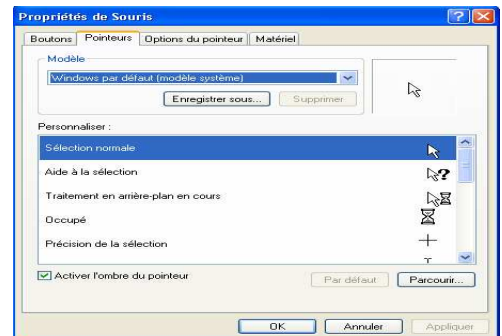 Propriétés de Souris
Boutons Pointeurs Options du pointeur Matériel
Modèle
Windows par défaut (modèle système)
Enregistrer sous... Supprimer
Personnaliser :
Sélection normale
Aide à la sélection
Traitement en arrière-plan en cours
Occupé
Précision de la sélection
Activer l'ombre du pointeur
Par défaut Parcourir...
OK Annuler Appliquer